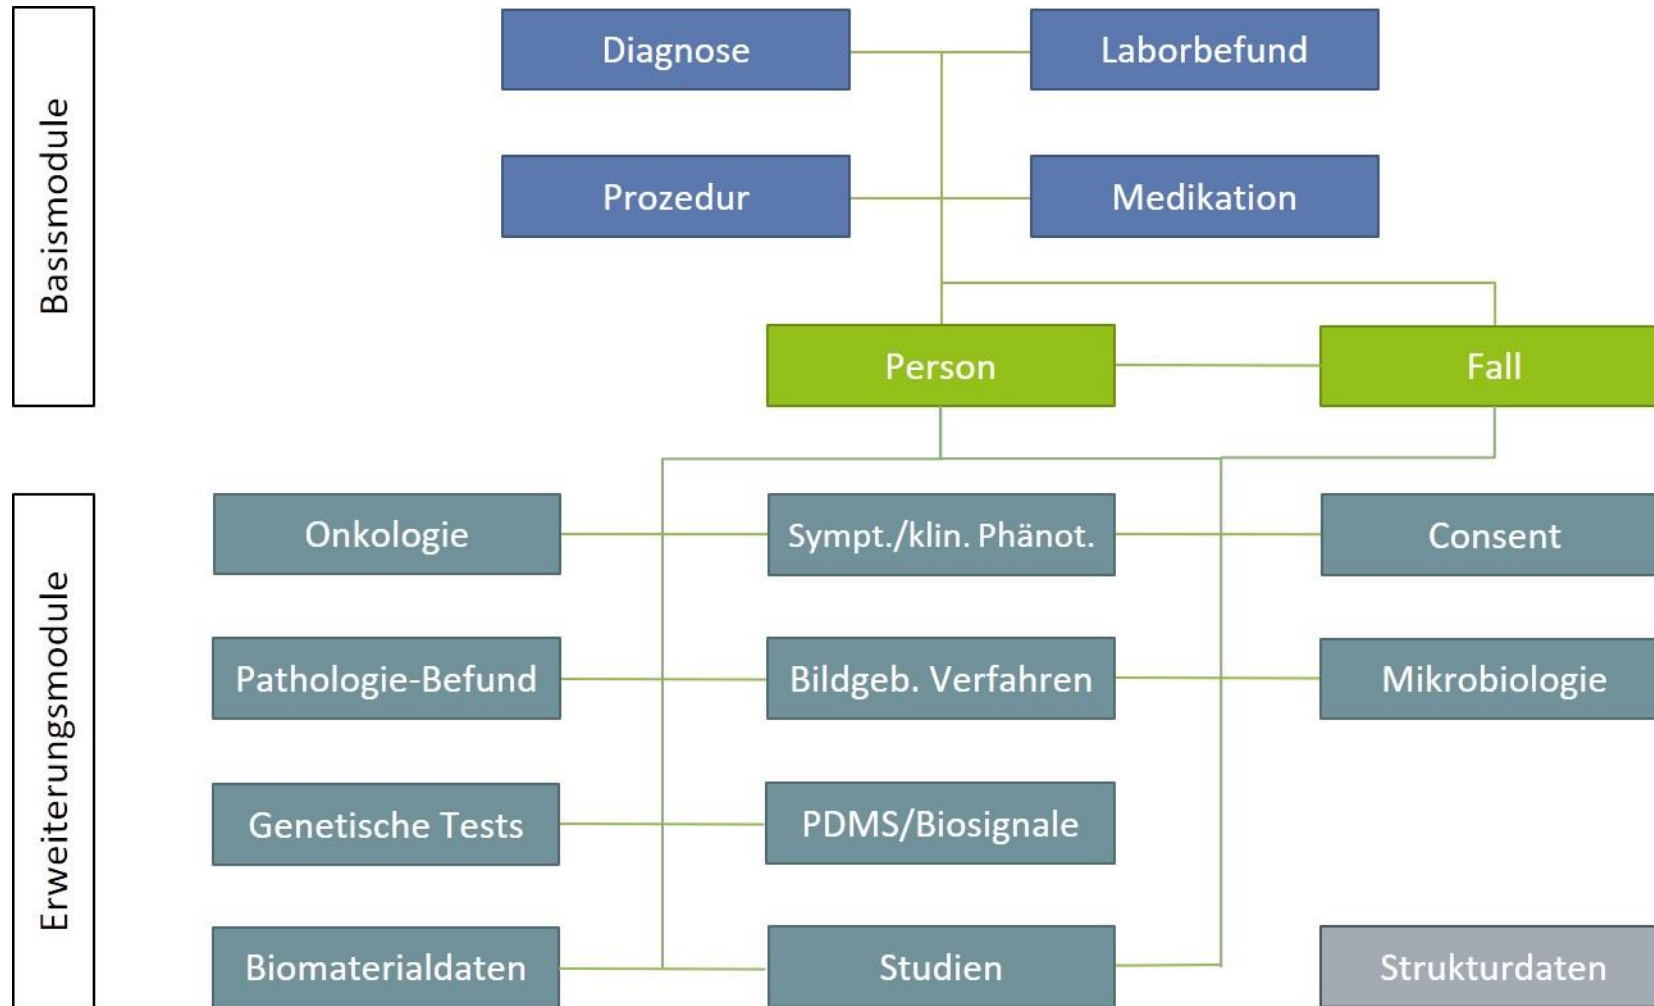 Basismodule
Diagnose
Laborbefund
Prozedur
Medikation
Person
Fall
Erweiterungsmodule
Onkologie
Sympt./klin. Phänot.
Consent
Pathologie-Befund
Bildgeb. Verfahren
Mikrobiologie
Genetische Tests
PDMS/Biosignale
Biomaterialdaten
Studien
Strukturdaten